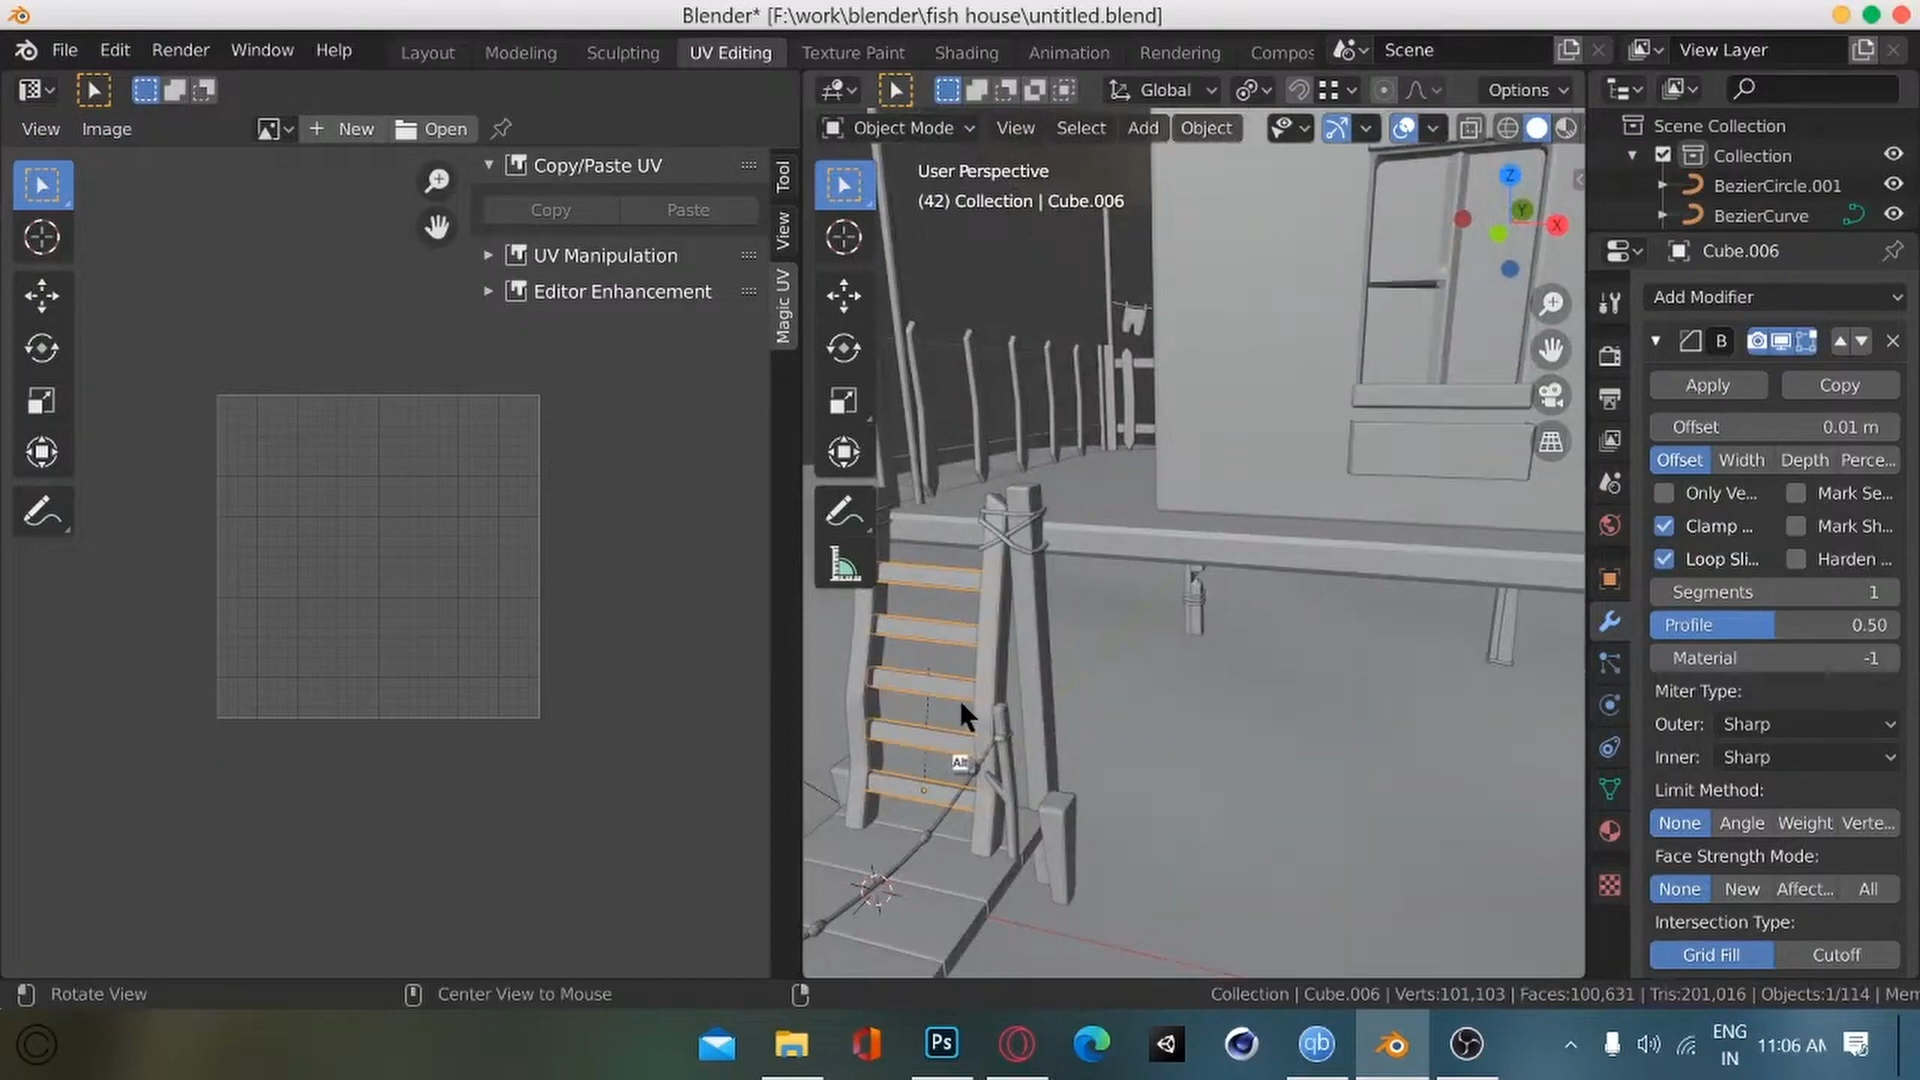 Blender* [F:\work\blender\fish house\untitled.blend]
File Edit Render Window Help Layout Modeling Sculpting UV Editing Texture Paint Shading Animation Rendering Compos Scene View Layer
Global Options
View Image New Open Object Mode View Select Add Object
Scene Collection
Collection
BezierCircle.001
BezierCurve
Copy/Paste UV
Copy Paste
UV Manipulation
Editor Enhancement
Tool
View
Magic UV
User Perspective
(42) Collection | Cube.006
Z
Y
X
Alt
Cube.006
Add Modifier
B
Apply Copy
Offset 0.01 m
Offset Width Depth Perce...
Only Ve... Mark Se...
Clamp ... Mark Sh...
Loop Sli... Harden ...
Segments 1
Profile 0.50
Material -1
Miter Type:
Outer: Sharp
Inner: Sharp
Limit Method:
None Angle Weight Verte...
Face Strength Mode:
None New Affect... All
Intersection Type:
Grid Fill Cutoff
Rotate View Center View to Mouse Collection | Cube.006 | Verts:101,103 | Faces:100,631 | Tris:201,016 | Objects:1/114 | Mem
Ps
qb
ENG
IN
11:06 AM